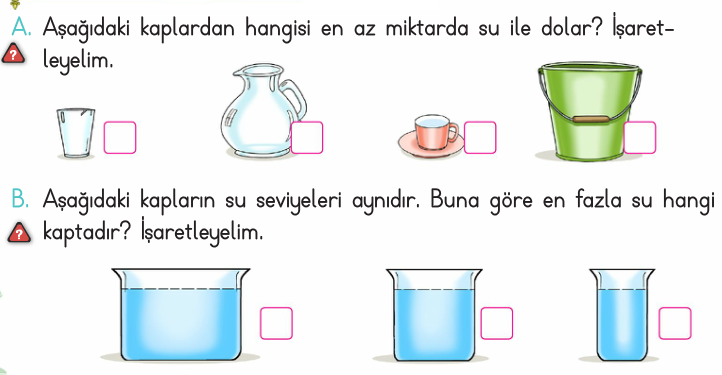 A. Aşağıdaki kaplardan hangisi en az miktarda su ile dolar? İşaret-
leyelim.
B. Aşağıdaki kapların su seviyeleri aynıdır. Buna göre en fazla su hangi
kaptadır? İşaretleyelim.